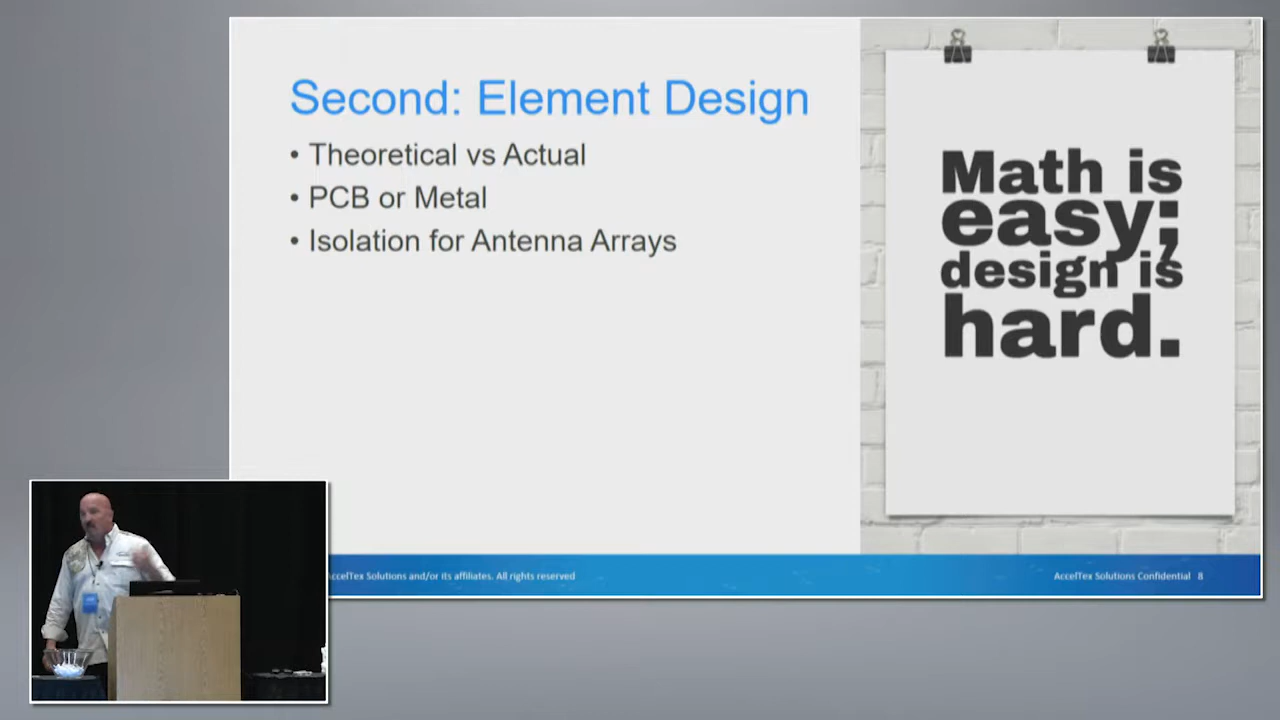 Second: Element Design
• Theoretical vs Actual
• PCB or Metal
• Isolation for Antenna Arrays
Math is
easy;
design is
hard.
AccelTex Solutions and/or its affiliates. All rights reserved
AccelTex Solutions Confidential 8